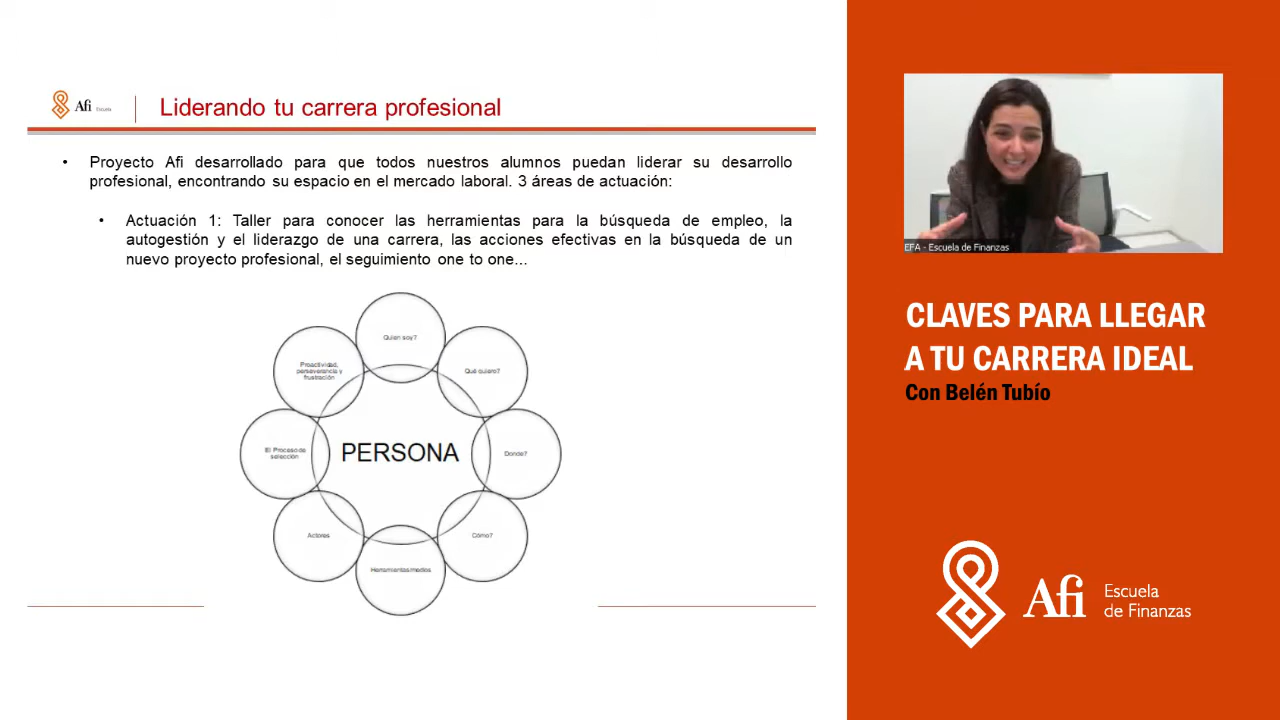 Afi Escuela
Liderando tu carrera profesional
• Proyecto Afi desarrollado para que todos nuestros alumnos puedan liderar su desarrollo
profesional, encontrando su espacio en el mercado laboral. 3 áreas de actuación:
• Actuación 1: Taller para conocer las herramientas para la búsqueda de empleo, la
autogestión y el liderazgo de una carrera, las acciones efectivas en la búsqueda de un
nuevo proyecto profesional, el seguimiento one to one...
Quien soy?
Qué quiero?
Donde?
Cómo?
Herramientas/medios
Actores
El Proceso de
selección
Proactividad,
perseverancia y
frustración
PERSONA
EFA - Escuela de Finanzas
CLAVES PARA LLEGAR
A TU CARRERA IDEAL
Con Belén Tubío
Afi
Escuela
de Finanzas